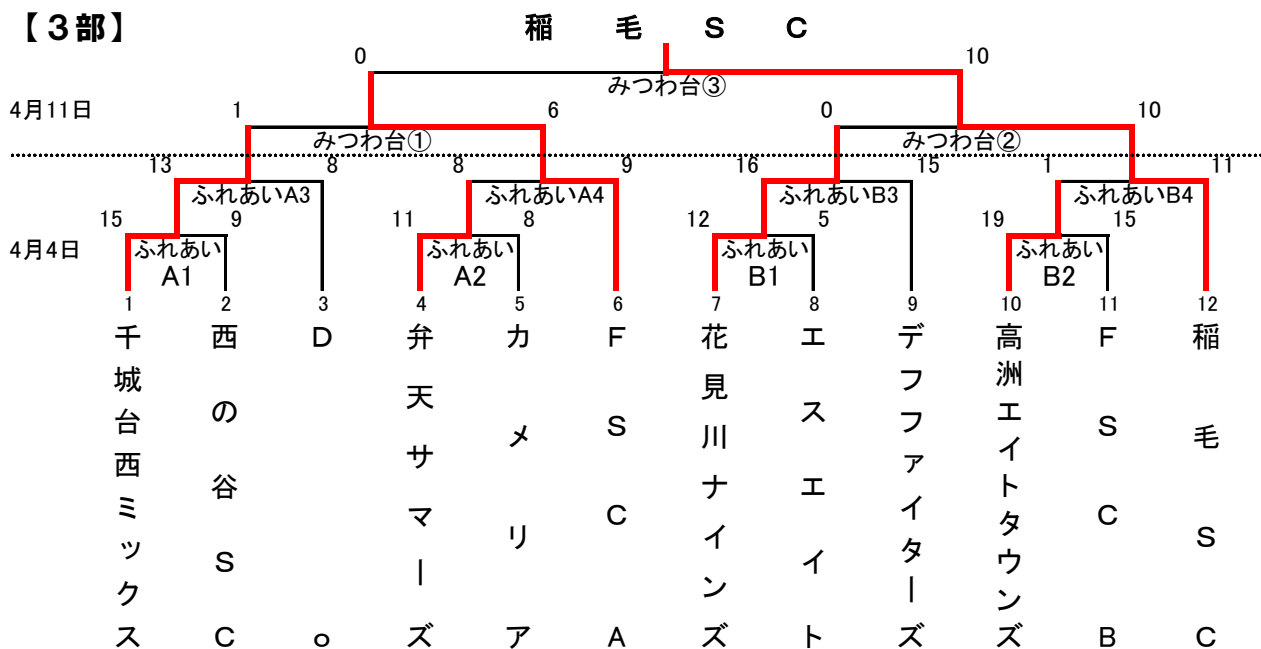 【３部】
稲毛ＳＣ
0
10
みつわ台③
4月11日
1
6
0
10
みつわ台①
みつわ台②
13
8
8
9
16
15
1
11
ふれあいA3
ふれあいA4
ふれあいB3
ふれあいB4
15
9
11
8
12
5
19
15
4月4日
ふれあい
A1
ふれあい
A2
ふれあい
B1
ふれあい
B2
1
2
3
4
5
6
7
8
9
10
11
12
千城台西ミックス
西の谷ＳＣ
Ｄｏ
弁天サマーズ
カメリア
ＦＳＣＡ
花見川ナインズ
エスエイト
デフファイターズ
高洲エイトタウンズ
ＦＳＣＢ
稲毛ＳＣ